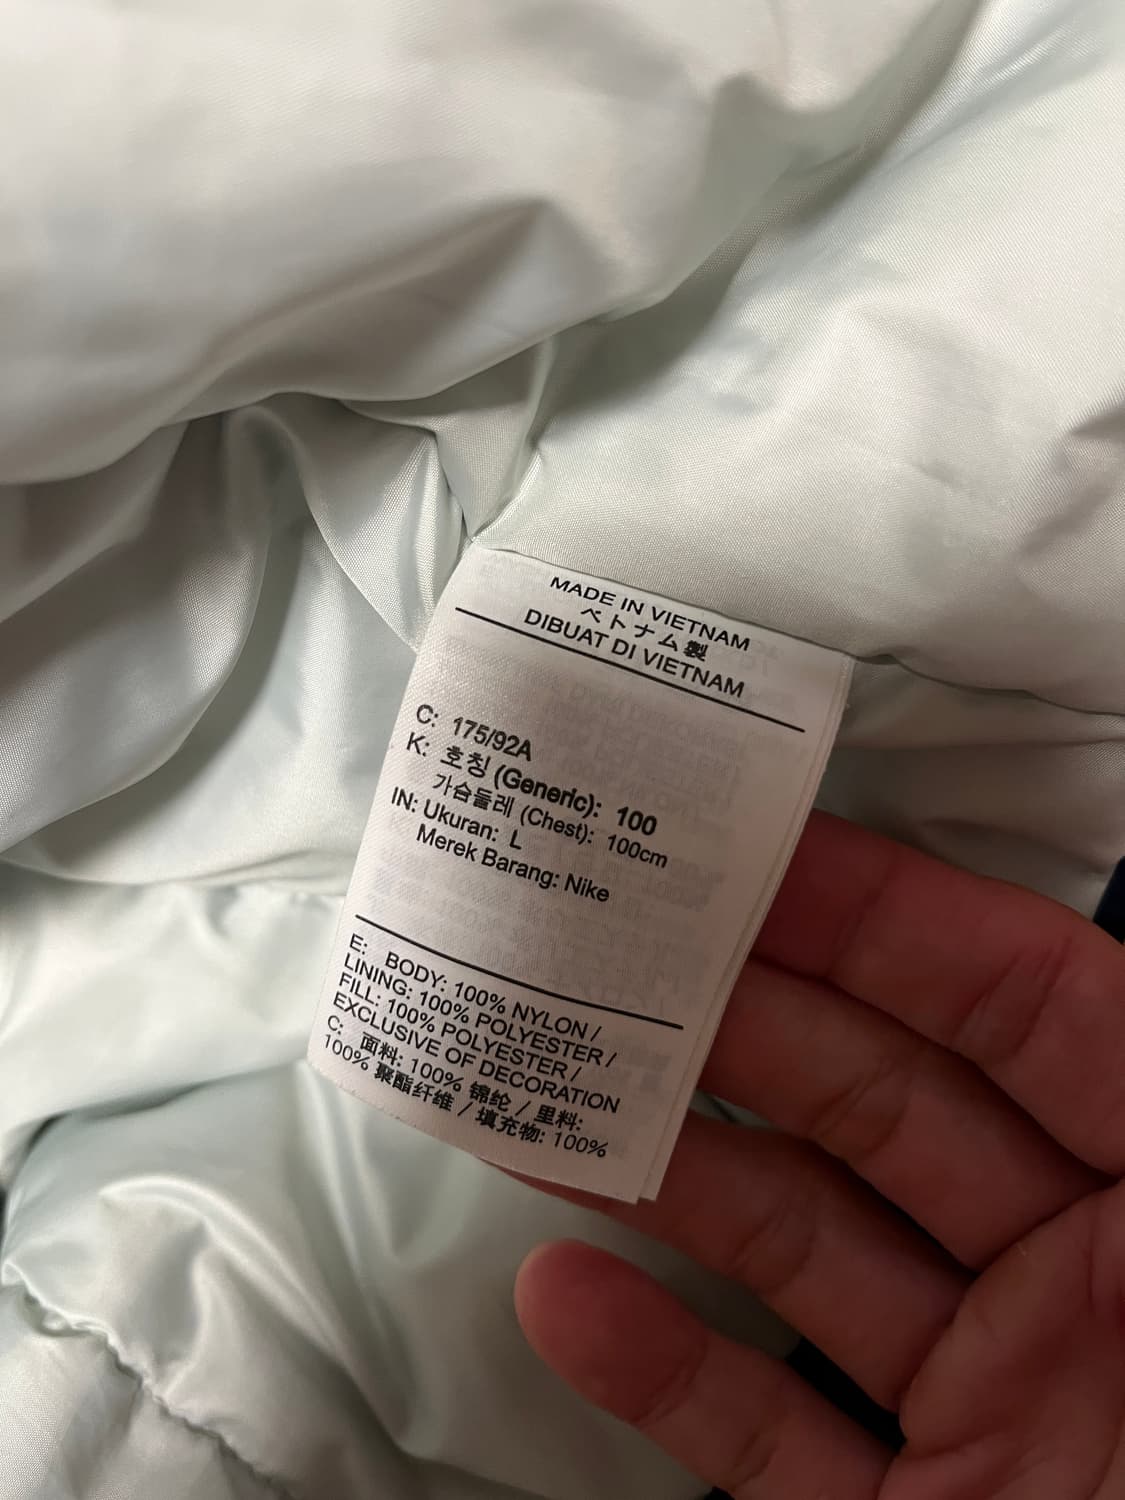 MADE IN VIETNAM
ベトナム製
DIBUAT DI VIETNAM
C: 175/92A
K: 호칭 (Generic): 100
가슴둘레 (Chest): 100cm
IN: Ukuran: L
Merek Barang: Nike
E: BODY: 100% NYLON /
LINING: 100% POLYESTER /
FILL: 100% POLYESTER /
EXCLUSIVE OF DECORATION
C: 面料: 100% 锦纶 / 里料:
100% 聚酯纤维 / 填充物: 100%